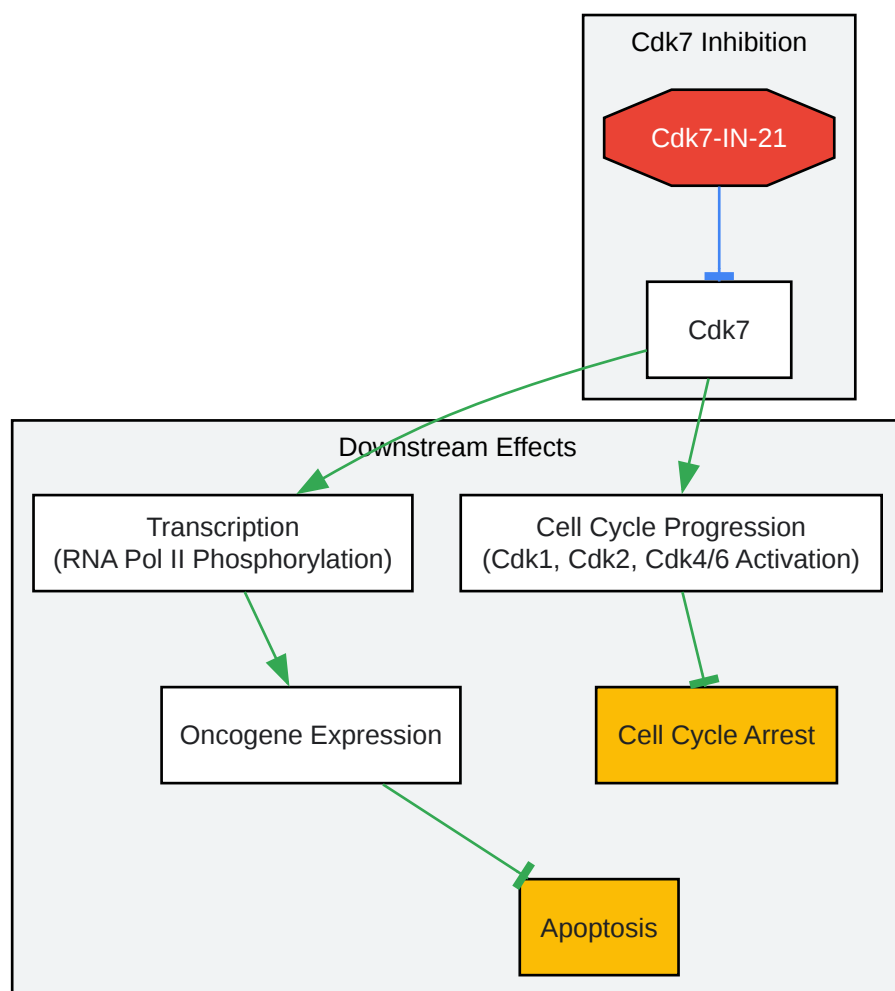 Cdk7 Inhibition
Cdk7-IN-21
Cdk7
Downstream Effects
Transcription
(RNA Pol II Phosphorylation)
Cell Cycle Progression
(Cdk1, Cdk2, Cdk4/6 Activation)
Oncogene Expression
Cell Cycle Arrest
Apoptosis